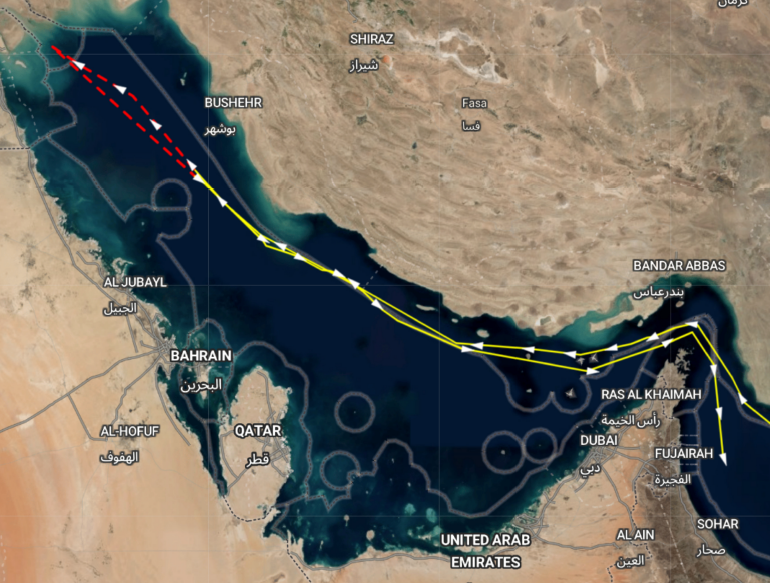 كرمان
SHIRAZ
شیراز
Fasa
فسا
BUSHEHR
بوشهر
BANDAR ABBAS
بندرعباس
AL JUBAYL
الجبيل
BAHRAIN
البحرين
RAS AL KHAIMAH
رأس الخيمة
AL-HOFUF
الهفوف
QATAR
قطر
DUBAI
دبي
FUJAIRAH
الفجيرة
SOHAR
صحار
UNITED ARAB
EMIRATES
AL AIN
العين